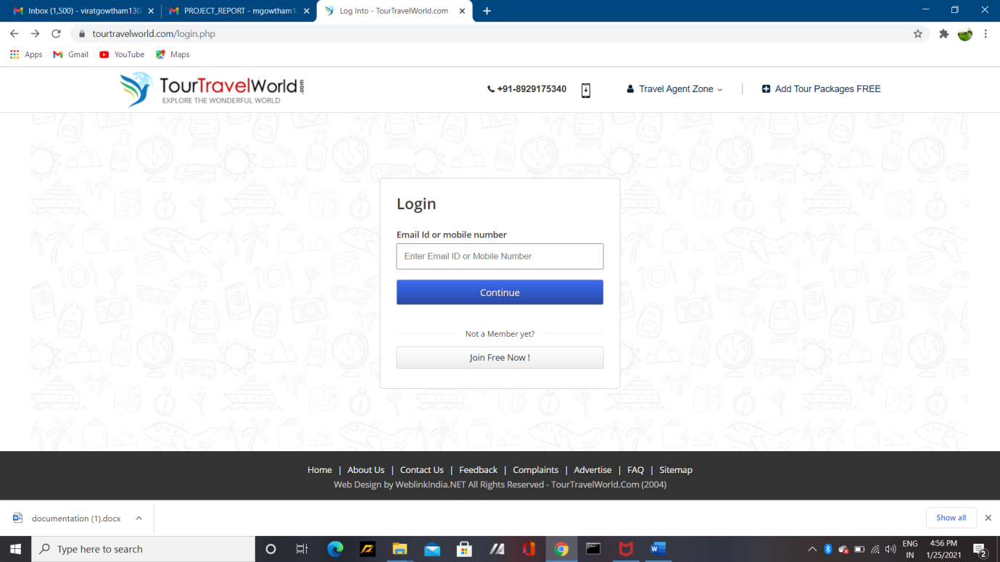 Inbox (1,500) - viratgowtham130
PROJECT_REPORT - mgowtham1
Log Into - TourTravelWorld.com
tourtravelworld.com/login.php
Apps Gmail YouTube Maps
TourTravelWorld.com
EXPLORE THE WONDERFUL WORLD
+91-8929175340
Travel Agent Zone
Add Tour Packages FREE
Login
Email Id or mobile number
Enter Email ID or Mobile Number
Continue
Not a Member yet?
Join Free Now !
Home | About Us | Contact Us | Feedback | Complaints | Advertise | FAQ | Sitemap
Web Design by WeblinkIndia.NET All Rights Reserved - TourTravelWorld.Com (2004)
documentation (1).docx
Show all
Type here to search
ENG
IN
4:56 PM
1/25/2021
2